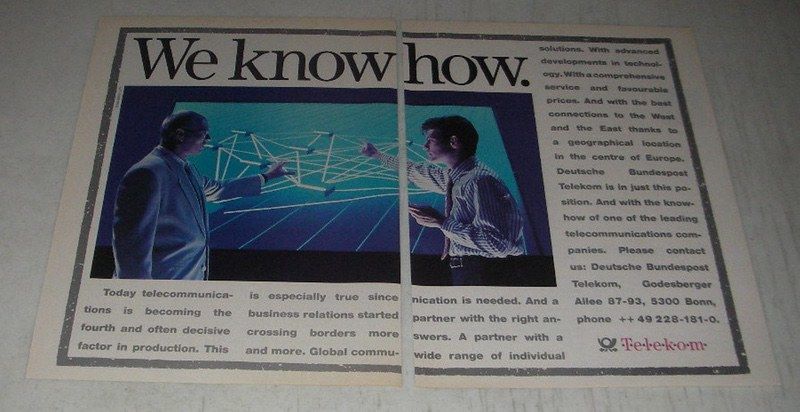 We know how.
Today telecommunica-
tions is becoming the
fourth and often decisive
factor in production. This
is especially true since
business relations started
crossing borders more
and more. Global commu-
nication is needed. And a
partner with the right an-
swers. A partner with a
wide range of individual
solutions. With advanced
developments in technol-
ogy. With a comprehensive
service and favourable
prices. And with the best
connections to the West
and the East thanks to
a geographical location
in the centre of Europe.
Deutsche Bundespost
Telekom is in just this po-
sition. And with the know-
how of one of the leading
telecommunications com-
panies. Please contact
us: Deutsche Bundespost
Telekom, Godesberger
Allee 87-93, 5300 Bonn,
phone ++ 49 228-181-0.
T·e·l·e·k·o·m